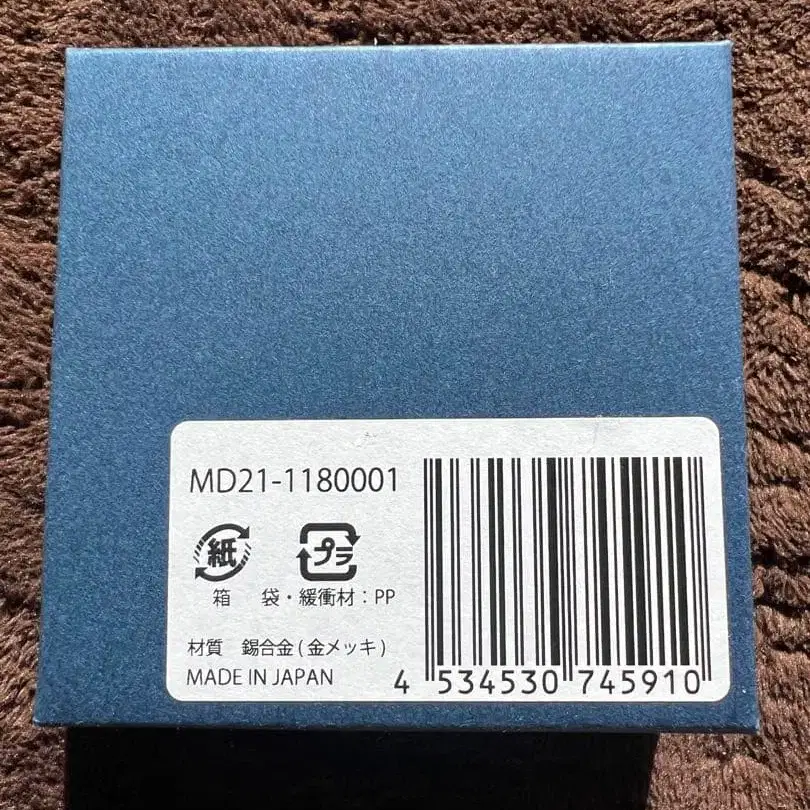 MD21-1180001
紙 プラ
箱 袋・緩衝材：PP
材質 錫合金(金メッキ)
MADE IN JAPAN
4 534530 745910